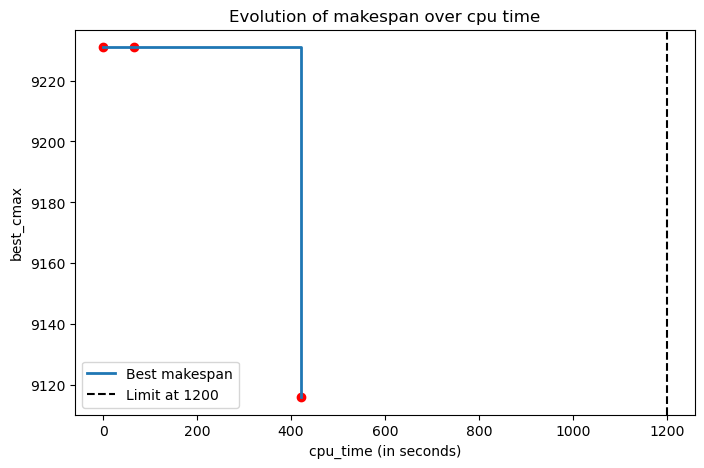 Evolution of makespan over cpu time
best_cmax
9220
9200
9180
9160
9140
9120
Best makespan
Limit at 1200
0 200 400 600 800 1000 1200
cpu_time (in seconds)